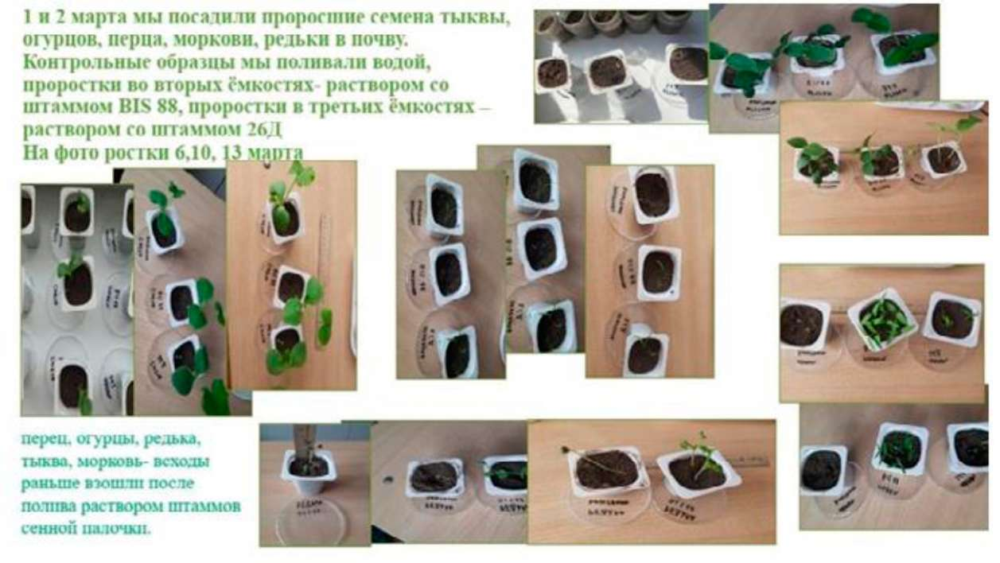 1 и 2 марта мы посадили проросшие семена тыквы,
огурцов, перца, моркови, редьки в почву.
Контрольные образцы мы поливали водой,
проростки во вторых ёмкостях- раствором со
штаммом BIS 88, проростки в третьих ёмкостях –
раствором со штаммом 26Д
На фото ростки 6,10, 13 марта
перец, огурцы, редька,
тыква, морковь- всходы
раньше взошли после
полива раствором штаммов
сенной палочки.